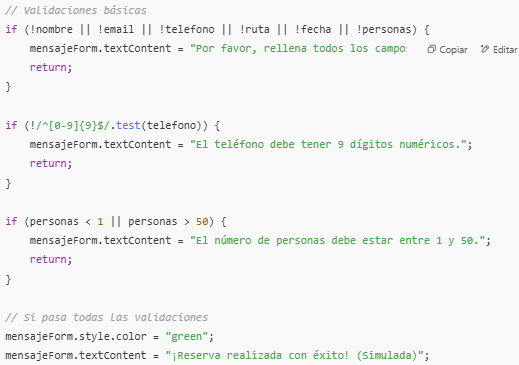 // Validaciones básicas
if (!nombre || !email || !telefono || !ruta || !fecha || !personas) {
mensajeForm.textContent = "Por favor, rellena todos los campos
Copiar
Editar
return;
}
if (!/^[0-9]{9}$/.test(telefono)) {
mensajeForm.textContent = "El teléfono debe tener 9 dígitos numéricos.";
return;
}
if (personas < 1 || personas > 50) {
mensajeForm.textContent = "El número de personas debe estar entre 1 y 50.";
return;
}
// Si pasa todas las validaciones
mensajeForm.style.color = "green";
mensajeForm.textContent = "¡Reserva realizada con éxito! (Simulada)";